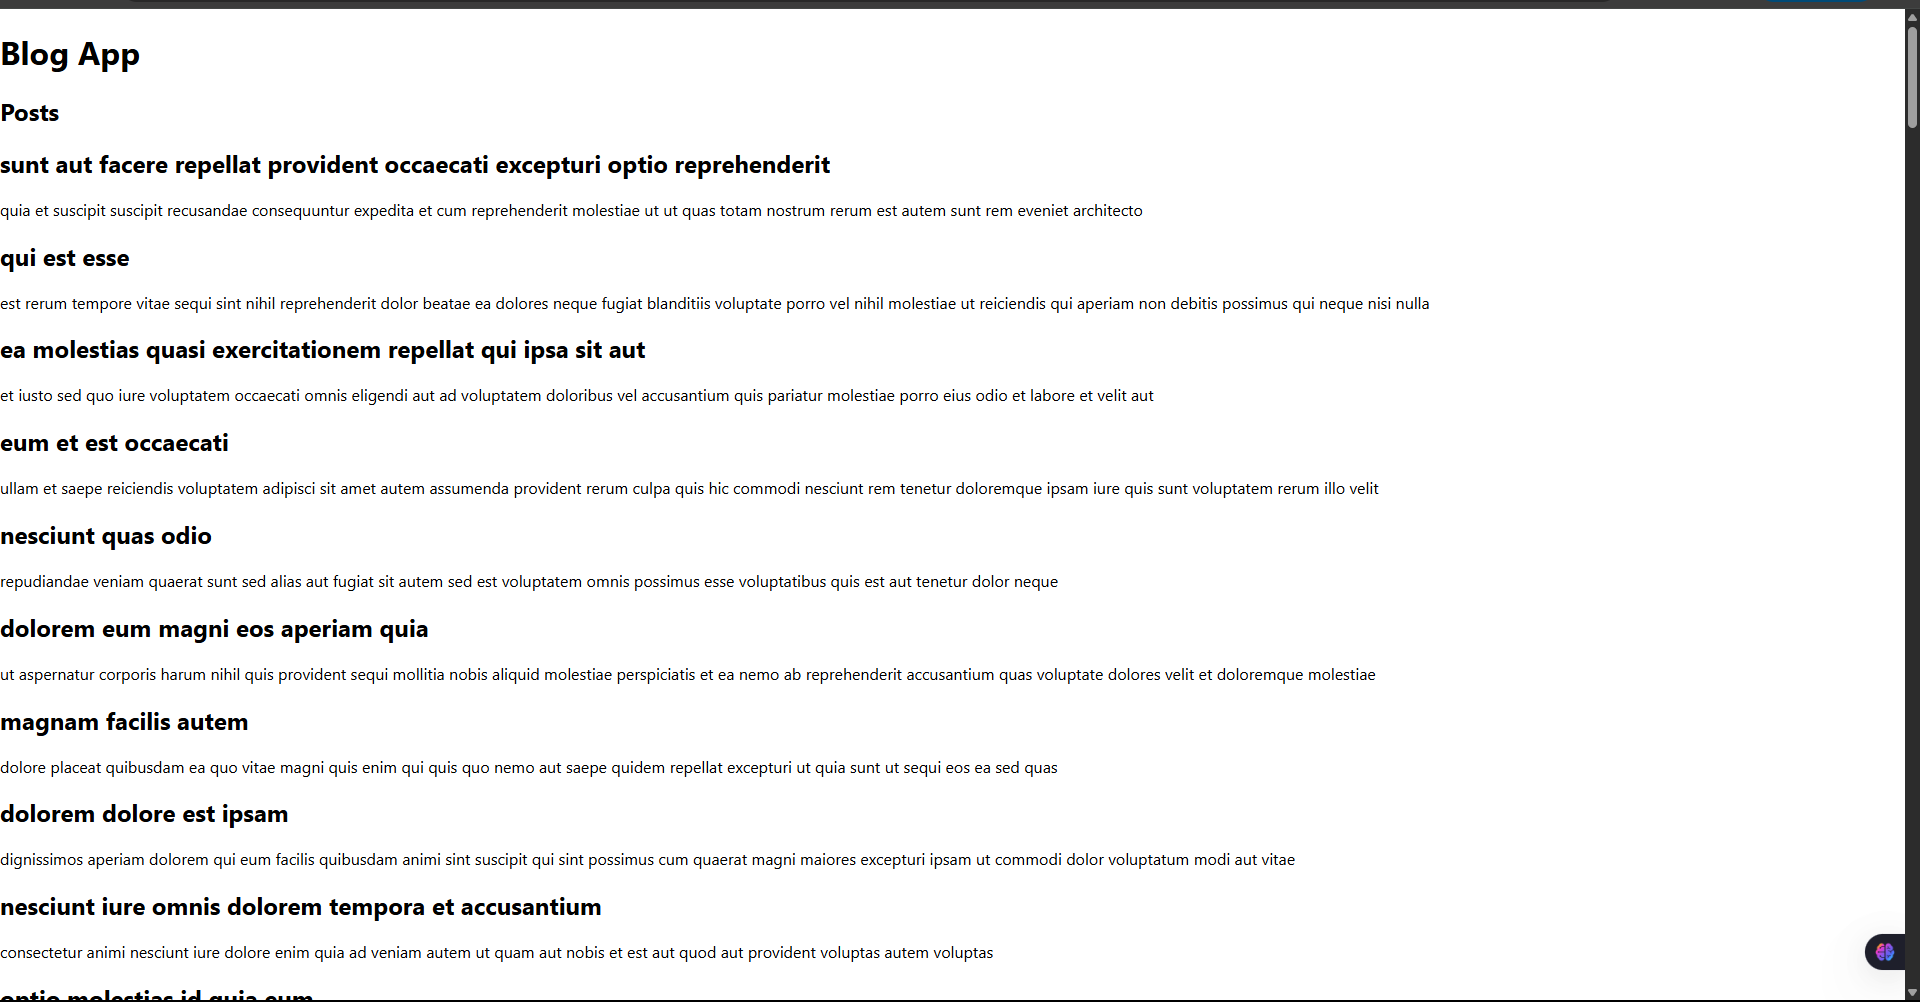 Blog App
Posts
sunt aut facere repellat provident occaecati excepturi optio reprehenderit
quia et suscipit suscipit recusandae consequuntur expedita et cum reprehenderit molestiae ut ut quas totam nostrum rerum est autem sunt rem eveniet architecto
qui est esse
est rerum tempore vitae sequi sint nihil reprehenderit dolor beatae ea dolores neque fugiat blanditiis voluptate porro vel nihil molestiae ut reiciendis qui aperiam non debitis possimus qui neque nisi nulla
ea molestias quasi exercitationem repellat qui ipsa sit aut
et iusto sed quo iure voluptatem occaecati omnis eligendi aut ad voluptatem doloribus vel accusantium quis pariatur molestiae porro eius odio et labore et velit aut
eum et est occaecati
ullam et saepe reiciendis voluptatem adipisci sit amet autem assumenda provident rerum culpa quis hic commodi nesciunt rem tenetur doloremque ipsam iure quis sunt voluptatem rerum illo velit
nesciunt quas odio
repudiandae veniam quaerat sunt sed alias aut fugiat sit autem sed est voluptatem omnis possimus esse voluptatibus quis est aut tenetur dolor neque
dolorem eum magni eos aperiam quia
ut aspernatur corporis harum nihil quis provident sequi mollitia nobis aliquid molestiae perspiciatis et ea nemo ab reprehenderit accusantium quas voluptate dolores velit et doloremque molestiae
magnam facilis autem
dolore placeat quibusdam ea quo vitae magni quis enim qui quis quo nemo aut saepe quidem repellat excepturi ut quia sunt ut sequi eos ea sed quas
dolorem dolore est ipsam
dignissimos aperiam dolorem qui eum facilis quibusdam animi sint suscipit qui sint possimus cum quaerat magni maiores excepturi ipsam ut commodi dolor voluptatum modi aut vitae
nesciunt iure omnis dolorem tempora et accusantium
consectetur animi nesciunt iure dolore enim quia ad veniam autem ut quam aut nobis et est aut quod aut provident voluptas autem voluptas
optio molestias id quia eum